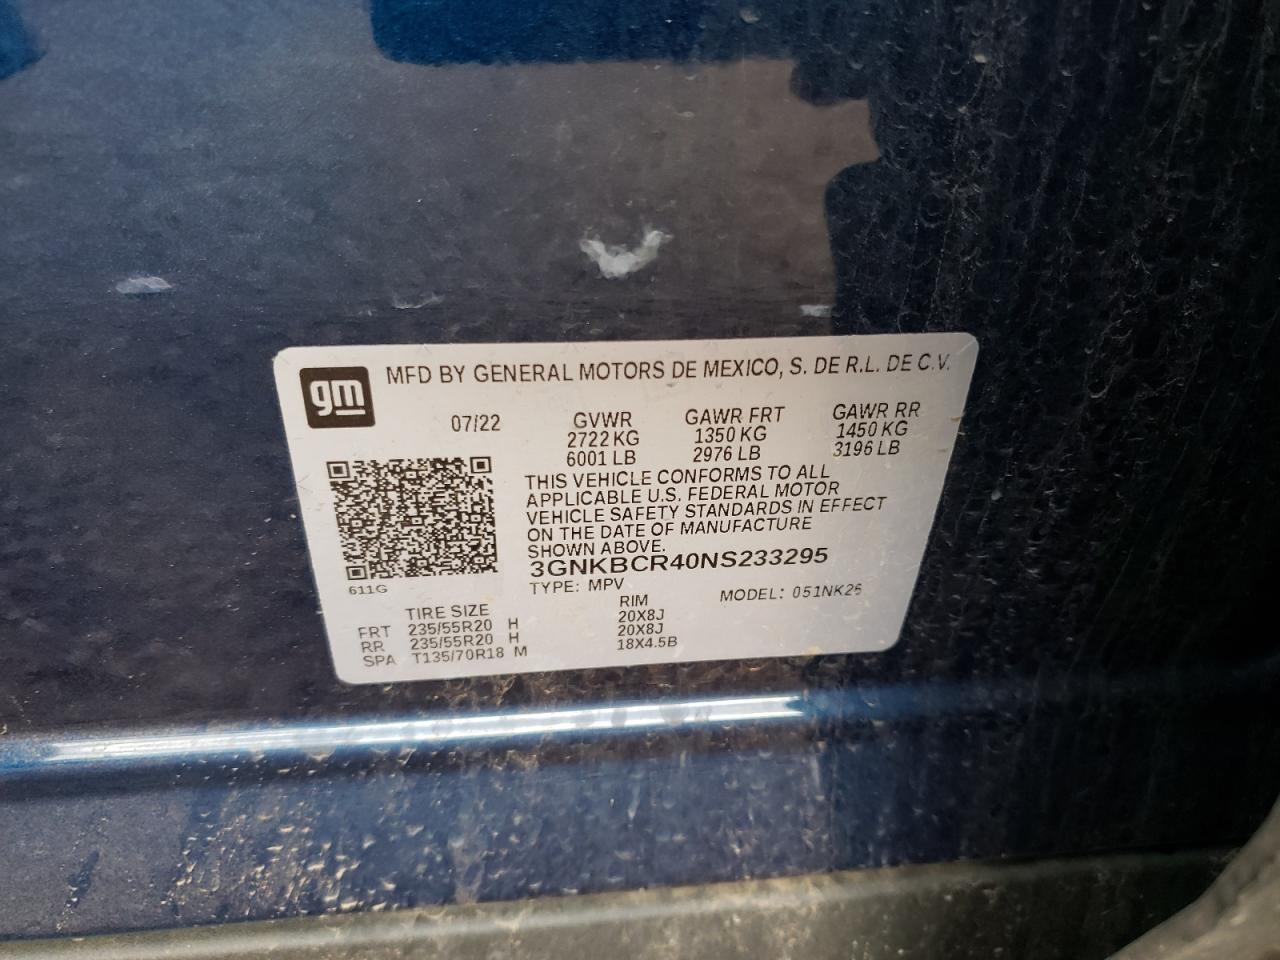 gm
MFD BY GENERAL MOTORS DE MEXICO, S. DE R.L. DE C.V.
07/22 GVWR GAWR FRT GAWR RR
2722 KG 1350 KG 1450 KG
6001 LB 2976 LB 3196 LB
THIS VEHICLE CONFORMS TO ALL
APPLICABLE U.S. FEDERAL MOTOR
VEHICLE SAFETY STANDARDS IN EFFECT
ON THE DATE OF MANUFACTURE
SHOWN ABOVE.
3GNKBCR40NS233295
TYPE: MPV MODEL: 051NK26
611G
TIRE SIZE RIM
FRT 235/55R20 H 20X8J
RR 235/55R20 H 20X8J
SPA T135/70R18 M 18X4.5B